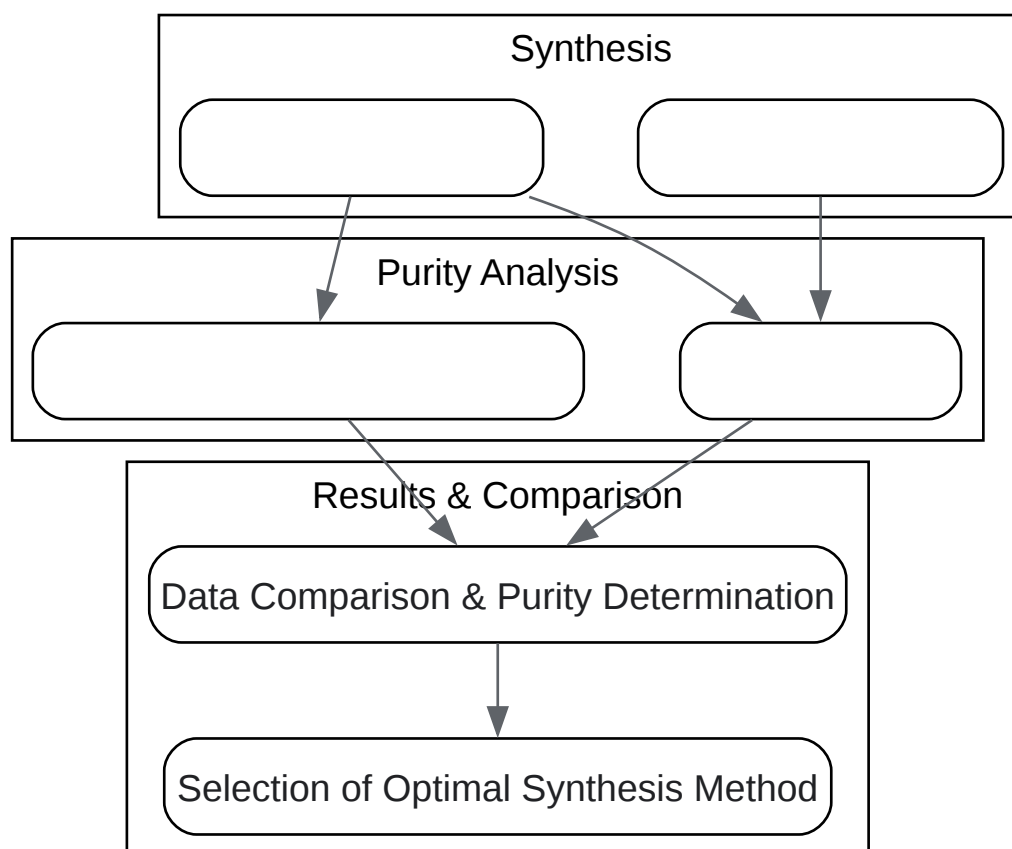 Synthesis
Purity Analysis
Results & Comparison
Data Comparison & Purity Determination
Selection of Optimal Synthesis Method